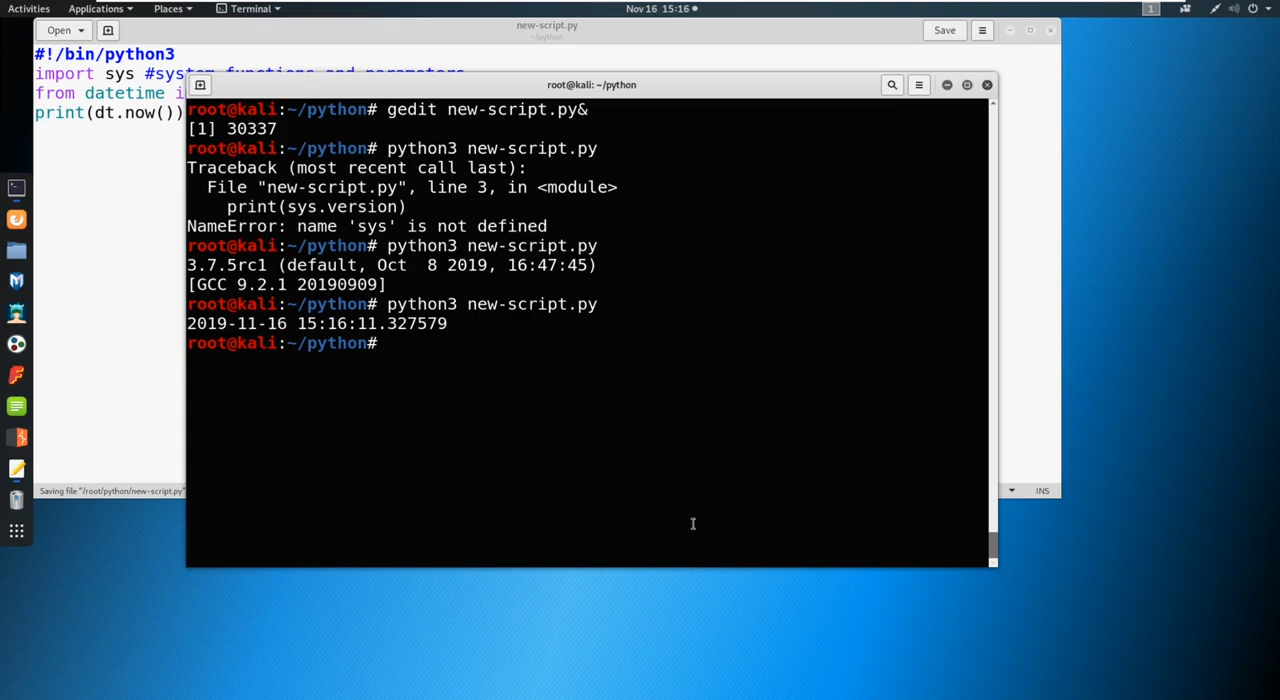 Activities Applications Places Terminal Nov 16 15:16 1
Open new-script.py Save
~/python
#!/bin/python3
import sys #system functions and parameters
from datetime i
print(dt.now())
root@kali: ~/python
root@kali:~/python# gedit new-script.py&
[1] 30337
root@kali:~/python# python3 new-script.py
Traceback (most recent call last):
  File "new-script.py", line 3, in <module>
    print(sys.version)
NameError: name 'sys' is not defined
root@kali:~/python# python3 new-script.py
3.7.5rc1 (default, Oct  8 2019, 16:47:45)
[GCC 9.2.1 20190909]
root@kali:~/python# python3 new-script.py
2019-11-16 15:16:11.327579
root@kali:~/python#
Saving file "/root/python/new-script.py" INS